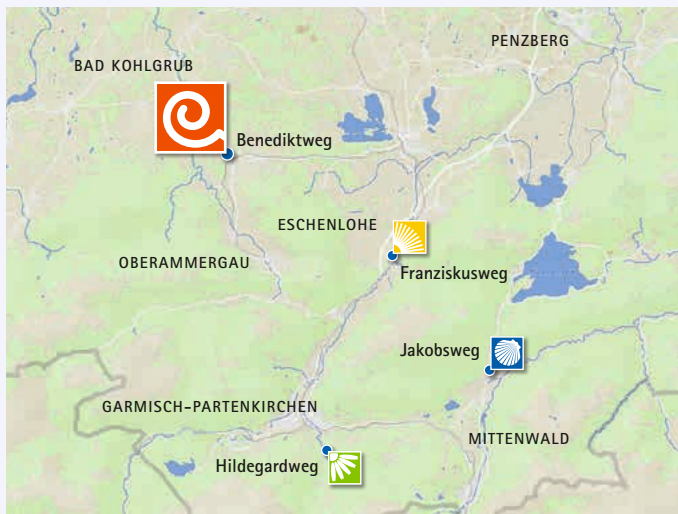 PENZBERG
BAD KOHLGRUB
Benediktweg
ESCHENLOHE
OBERAMMERGAU
Franziskusweg
Jakobsweg
GARMISCH-PARTENKIRCHEN
MITTENWALD
Hildegardweg